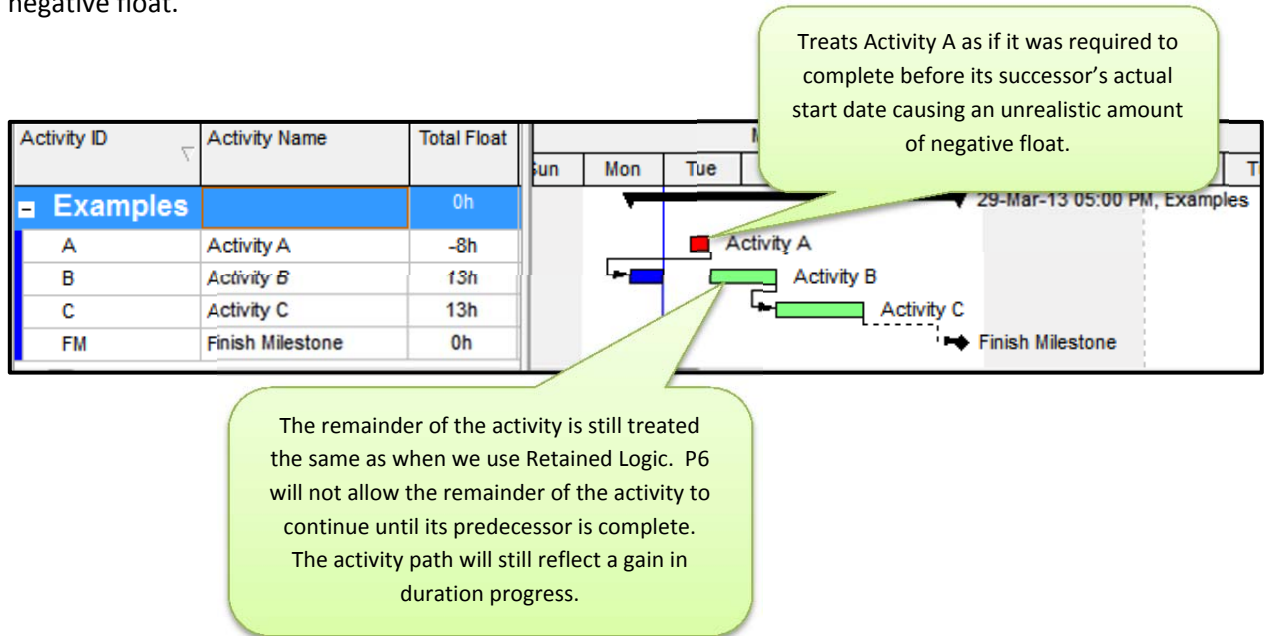 negative float.
Treats Activity A as if it was required to
complete before its successor's actual
start date causing an unrealistic amount
of negative float.
Activity ID Activity Name Total Float
Sun Mon Tue T
Examples 0h 29-Mar-13 05:00 PM, Examples
A Activity A -8h Activity A
B Activity B 13h Activity B
C Activity C 13h Activity C
FM Finish Milestone 0h Finish Milestone
The remainder of the activity is still treated
the same as when we use Retained Logic. P6
will not allow the remainder of the activity to
continue until its predecessor is complete.
The activity path will still reflect a gain in
duration progress.